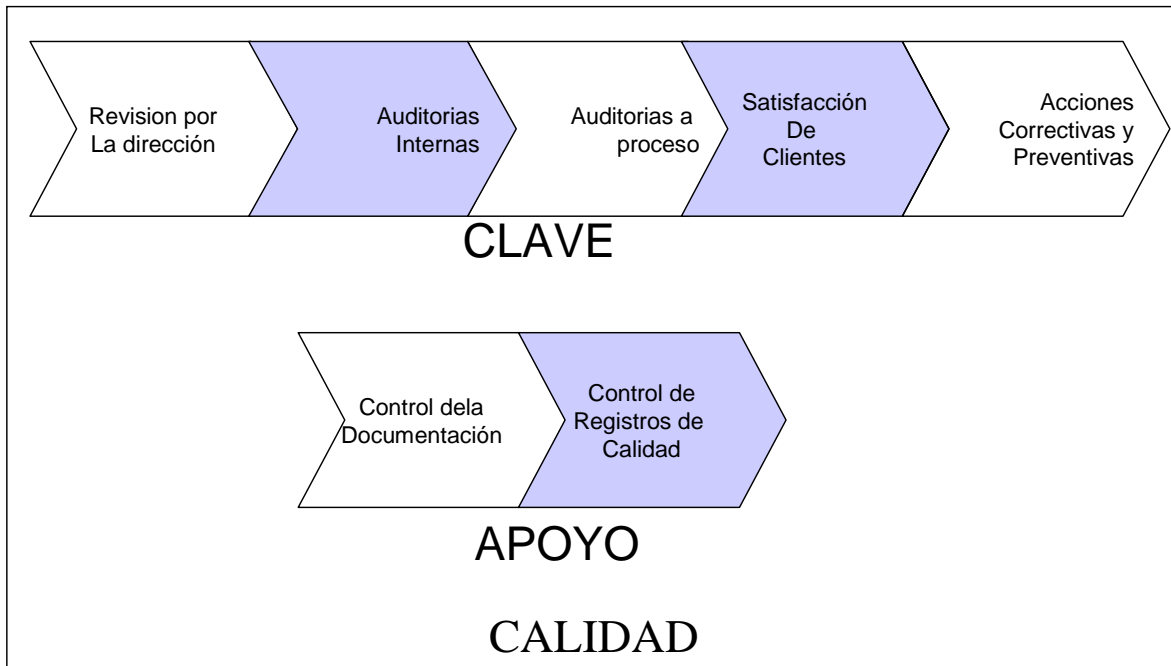 Revision por
La dirección
Auditorias
Internas
Auditorias a
proceso
Satisfacción
De
Clientes
Acciones
Correctivas y
Preventivas
CLAVE
Control dela
Documentación
Control de
Registros de
Calidad
APOYO
CALIDAD